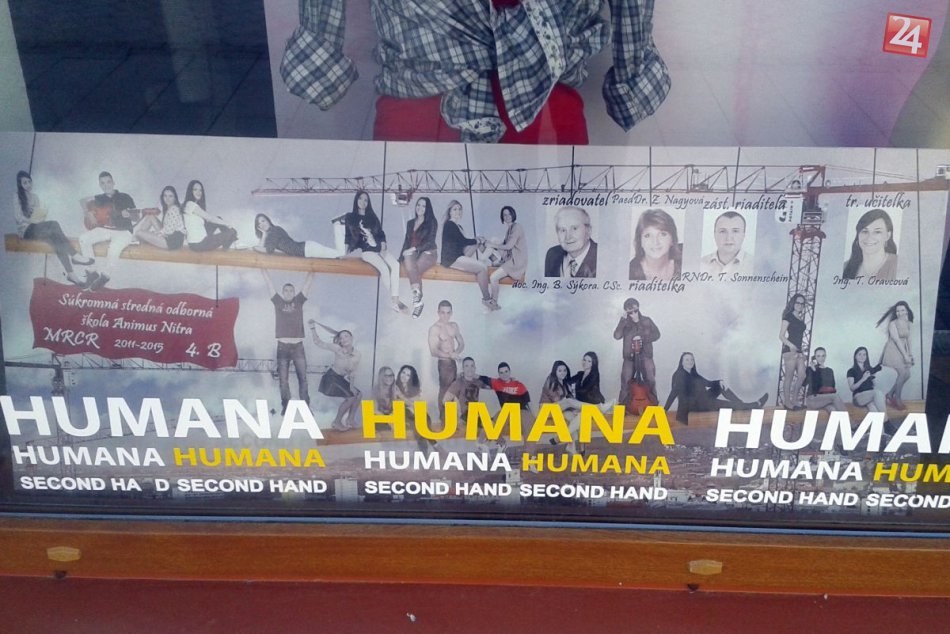 24
zriadovatel PaedDr. Z. Nagyová zást. riaditeľa tr. učiteľka
doc. Ing. B. Sýkora, CSc. riaditeľka RNDr. T. Sonnenschein Ing. T. Oravcová
Súkromná stredná odborná
škola Animus Nitra
MRCR 2011-2015 4. B
HUMANA HUMANA HUMA
HUMANA HUMANA HUMANA HUMANA HUMANA HUM
SECOND HA D SECOND HAND SECOND HAND SECOND HAND SECOND HAND SECOND